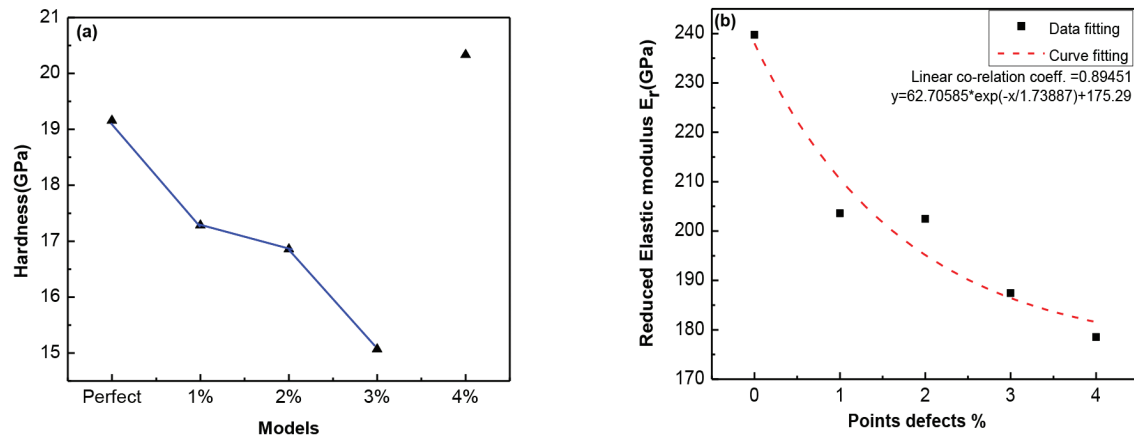 (a)
21
20
19
18
17
16
15
Hardness(GPa)
Perfect 1% 2% 3% 4%
Models
(b)
Data fitting
Curve fitting
Linear co-relation coeff. =0.89451
y=62.70585*exp(-x/1.73887)+175.29
240
230
220
210
200
190
180
170
Reduced Elastic modulus Er(GPa)
0 1 2 3 4
Points defects %